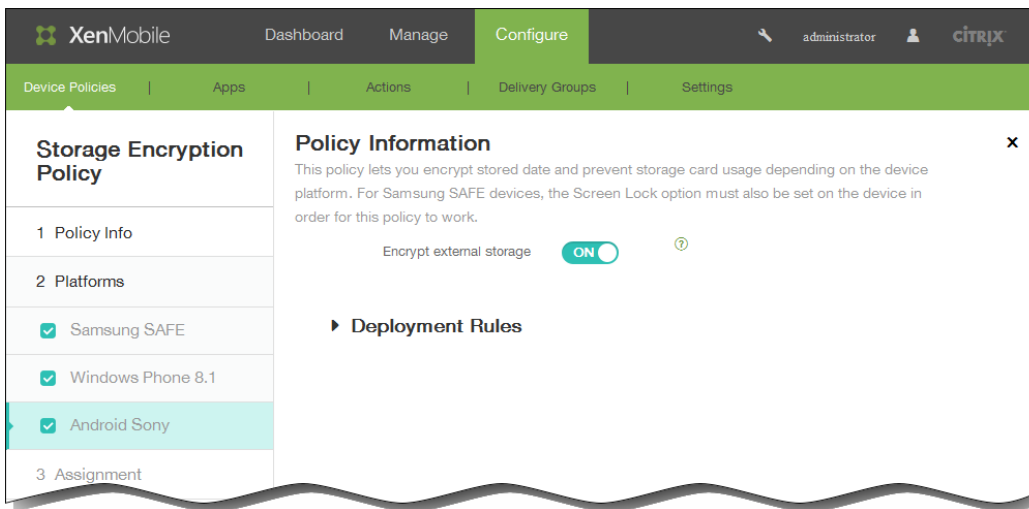 XenMobile Dashboard Manage Configure administrator CİTRIX
Device Policies | Apps | Actions | Delivery Groups | Settings
Storage Encryption
Policy
1 Policy Info
2 Platforms
Samsung SAFE
Windows Phone 8.1
Android Sony
3 Assignment
Policy Information
x
This policy lets you encrypt stored date and prevent storage card usage depending on the device
platform. For Samsung SAFE devices, the Screen Lock option must also be set on the device in
order for this policy to work.
Encrypt external storage ON ?
Deployment Rules